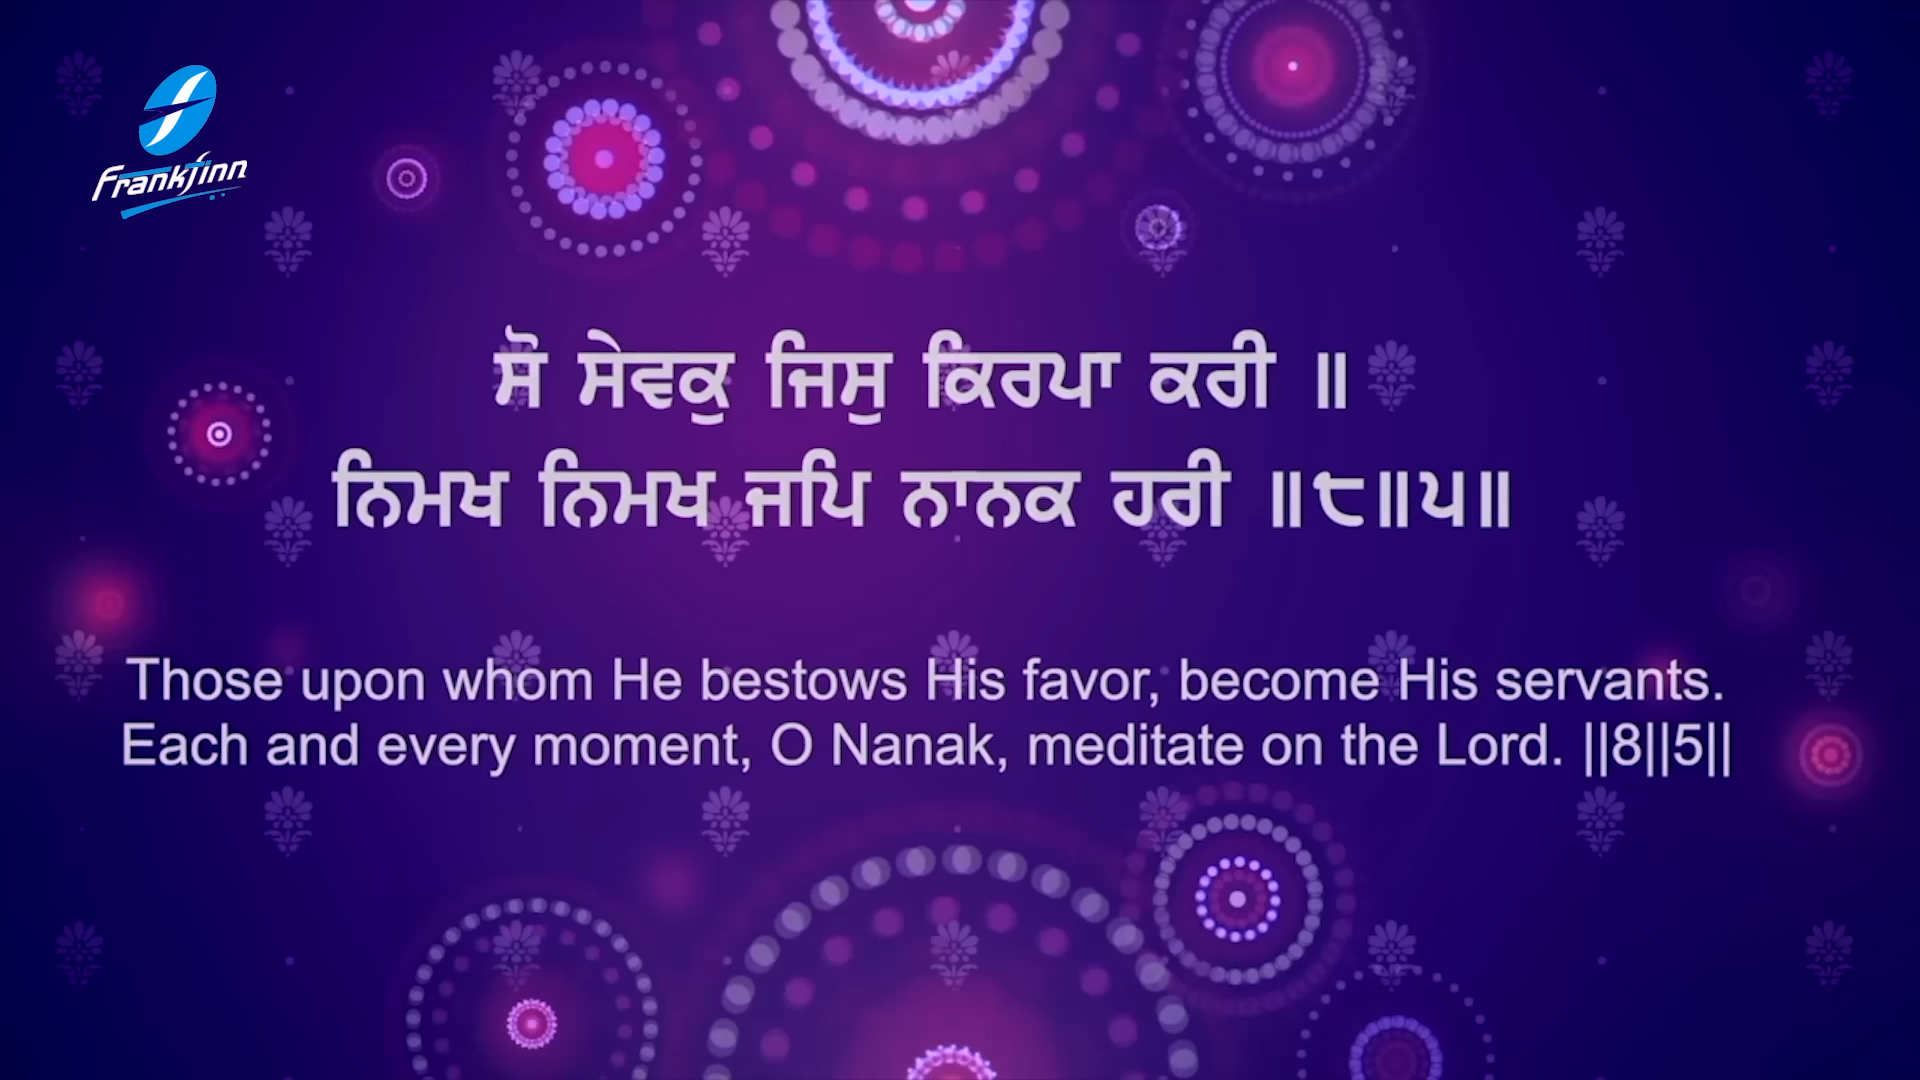 Frankfinn
ਸੋ ਸੇਵਕੁ ਜਿਸੁ ਕਿਰਪਾ ਕਰੀ ॥
ਨਿਮਖ ਨਿਮਖ ਜਪਿ ਨਾਨਕ ਹਰੀ ॥੮॥੫॥
Those upon whom He bestows His favor, become His servants.
Each and every moment, O Nanak, meditate on the Lord. ||8||5||